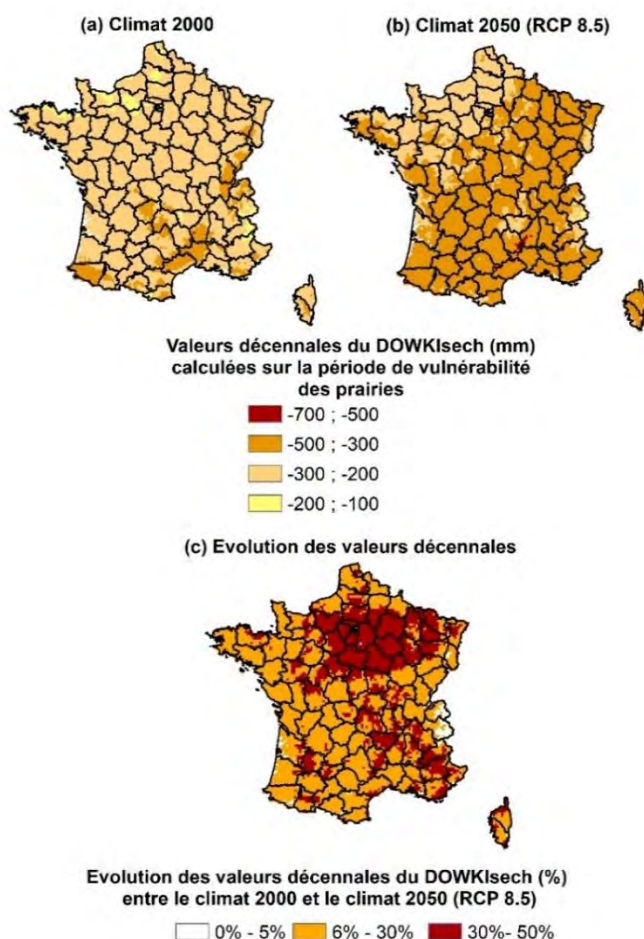 (a) Climat 2000
(b) Climat 2050 (RCP 8.5)
Valeurs décennales du DOWKIsech (mm)
calculées sur la période de vulnérabilité
des prairies
-700 ; -500
-500 ; -300
-300 ; -200
-200 ; -100
(c) Evolution des valeurs décennales
Evolution des valeurs décennales du DOWKIsech (%)
entre le climat 2000 et le climat 2050 (RCP 8.5)
0% - 5% 6% - 30% 30%- 50%